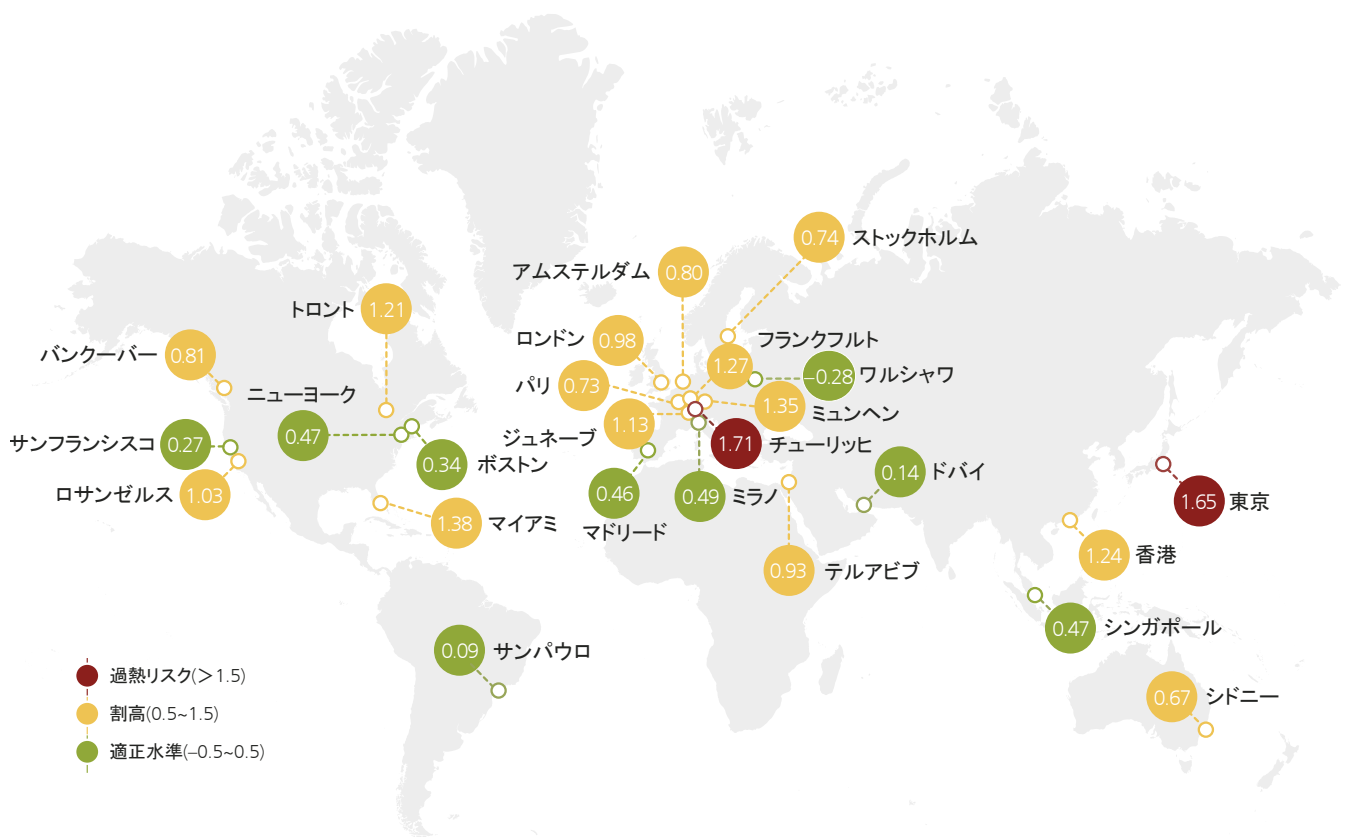 0.74 ストックホルム
アムステルダム 0.80
トロント 1.21
ロンドン 0.98
フランクフルト
1.27
バンクーバー 0.81
パリ 0.73
−0.28 ワルシャワ
ニューヨーク
0.47
1.35 ミュンヘン
1.13
ジュネーブ
1.71 チューリッヒ
サンフランシスコ 0.27
0.34 ボストン
0.14 ドバイ
ロサンゼルス 1.03
0.46
マドリード
0.49 ミラノ
1.65 東京
1.38 マイアミ
1.24 香港
0.93 テルアビブ
0.47 シンガポール
0.09 サンパウロ
0.67 シドニー
過熱リスク(＞1.5)
割高(0.5~1.5)
適正水準(−0.5~0.5)